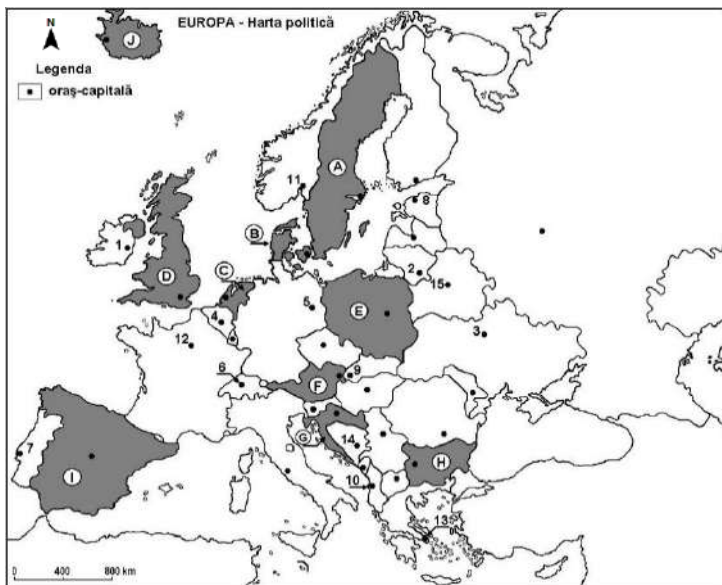 EUROPA - Harta politică
N
J
Legenda
oraş-capitală
A
11
8
B
1
C
2
D
15
5
E
4
3
12
6
9
F
7
14
G
H
I
10
13
0 400 800 km